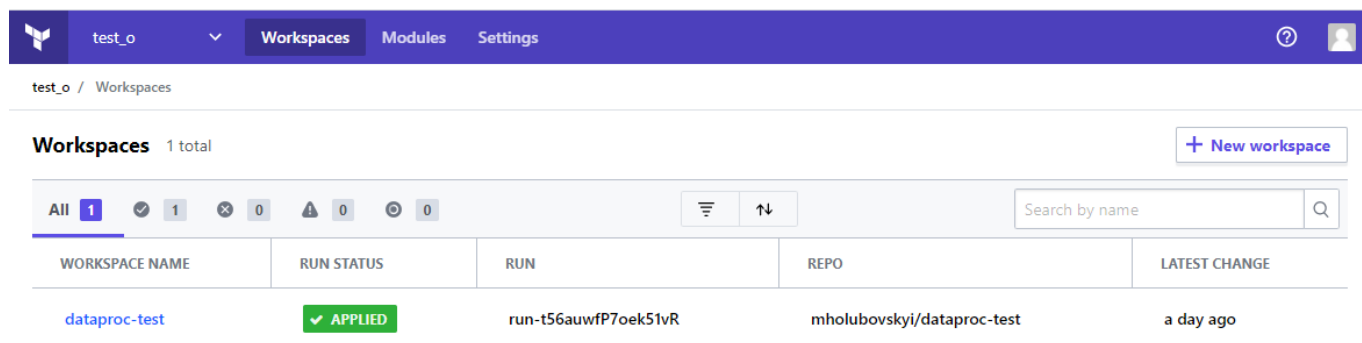 test_o Workspaces Modules Settings
test_o / Workspaces
Workspaces 1 total + New workspace
All 1 1 0 0 0 Search by name
WORKSPACE NAME RUN STATUS RUN REPO LATEST CHANGE
dataproc-test APPLIED run-t56auwfP7oek51vR mholubovskyi/dataproc-test a day ago